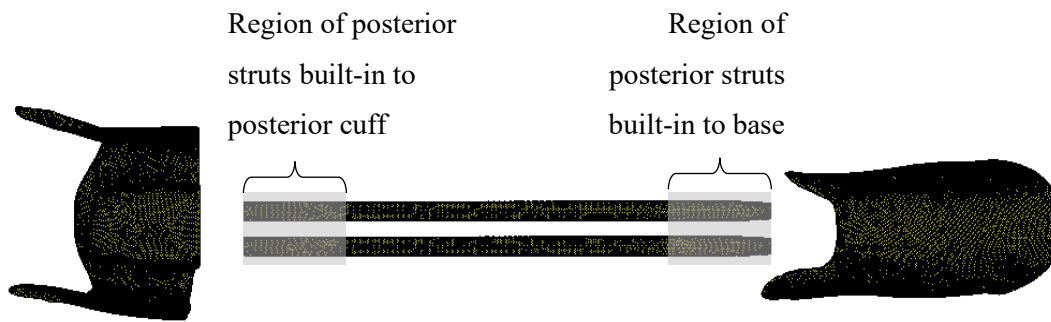 Region of posterior
struts built-in to
posterior cuff
Region of
posterior struts
built-in to base